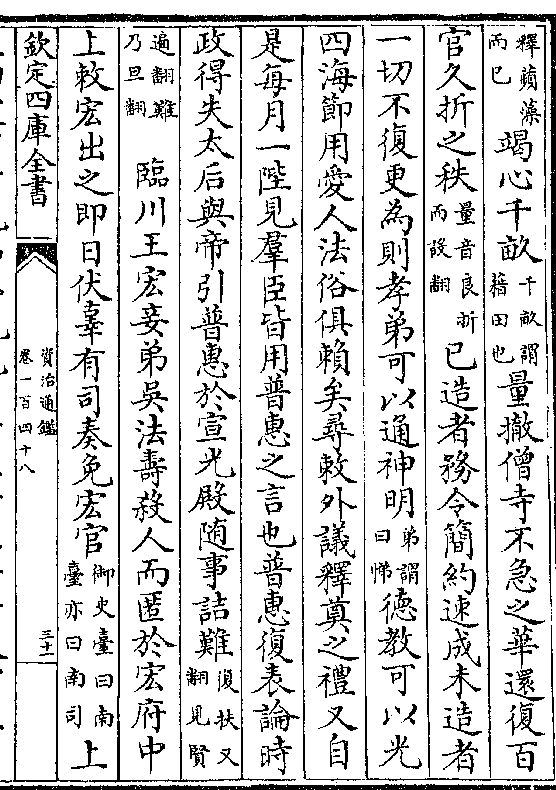 釋蘋藻而已竭心千畝千畝謂藉田也量撤僧寺不急之華還復百
官久折之秩量音良折而設翻已造者務令簡約速成未造者
一切不復更為則孝弟可以通神明弟謂曰悌德教可以光
四海節用愛人法俗俱賴矣尋敕外議釋奠之禮又自
是每月一陛見羣臣皆用普惠之言也普惠復表論時
政得失太后與帝引普惠於宣光殿随事詰難復扶又翻見賢
遍翻難乃旦翻臨川王宏妾弟吳法壽殺人而匿於宏府中
上敕宏出之即日伏辜有司奏免宏官御史臺曰南臺亦曰南司上
欽定四庫全書
資治通鑑
卷一百四十八
三十一